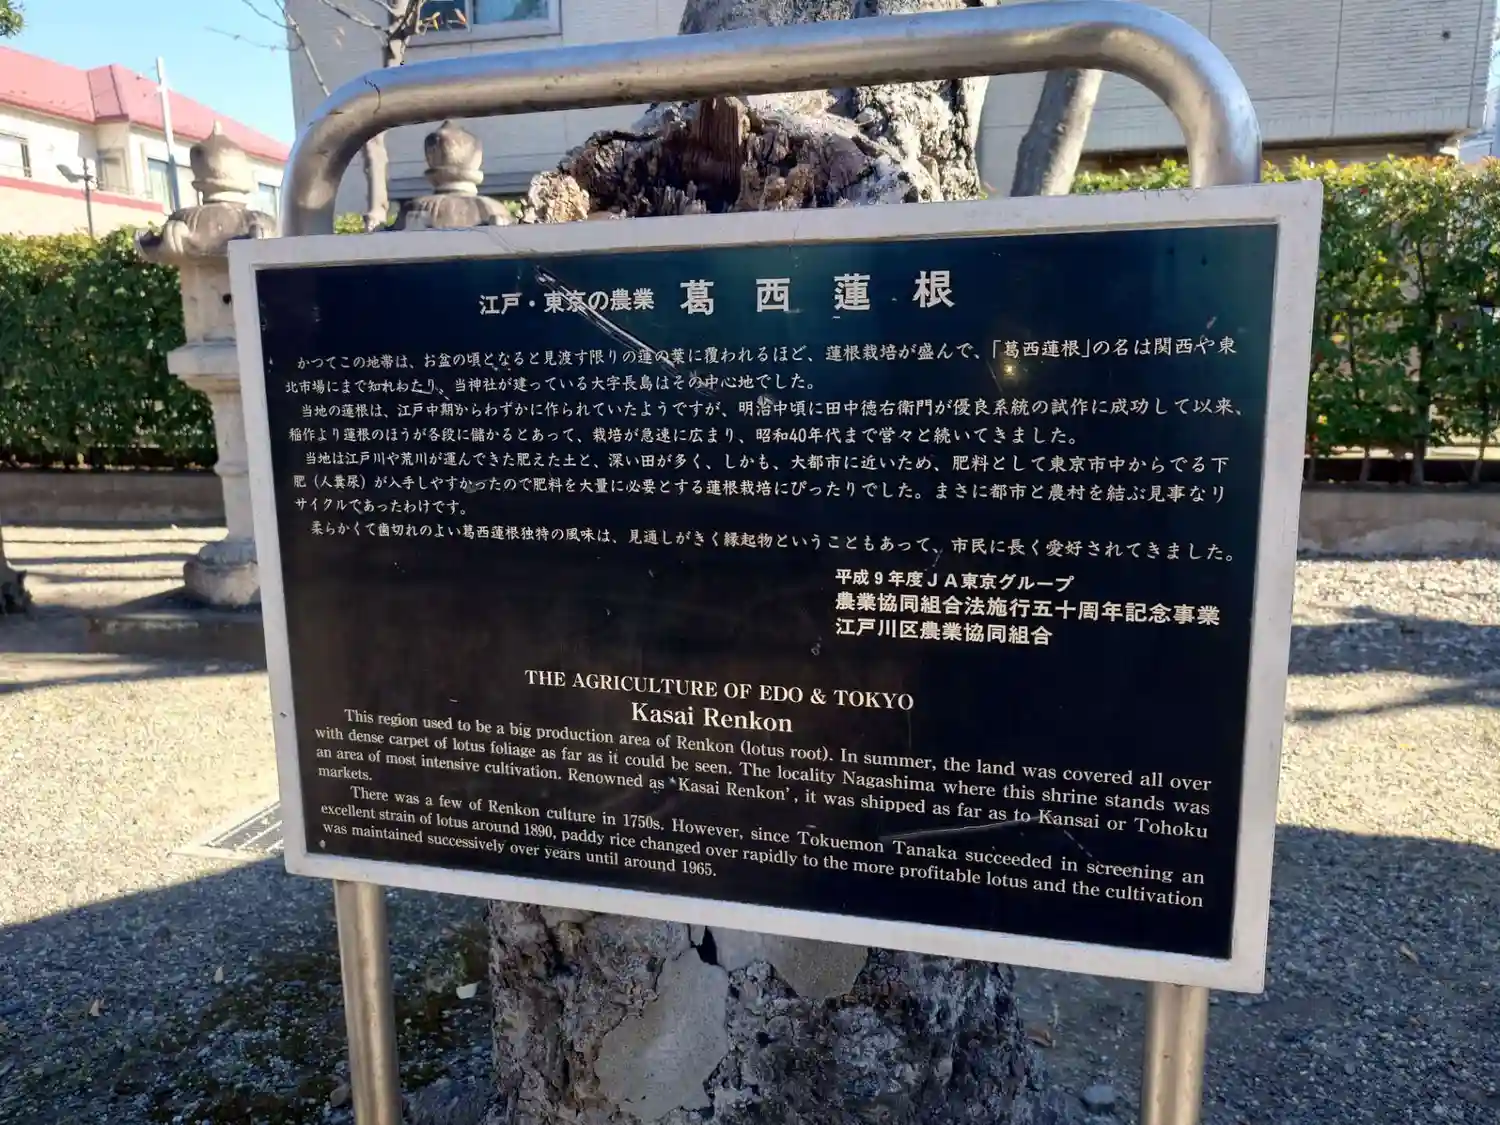 江戸・東京の農業 葛西蓮根
かつてこの地帯は、お盆の頃となると見渡す限りの蓮の葉に覆われるほど、蓮根栽培が盛んで、「葛西蓮根」の名は関西や東
北市場にまで知れわたり、当神社が建っている大字長島はその中心地でした。
当地の蓮根は、江戸中期からわずかに作られていたようですが、明治中頃に田中徳右衛門が優良系統の試作に成功して以来、
稲作より蓮根のほうが各段に儲かるとあって、栽培が急速に広まり、昭和40年代まで営々と続いてきました。
当地は江戸川や荒川が運んできた肥えた土と、深い田が多く、しかも、大都市に近いため、肥料として東京市中からでる下
肥（人糞尿）が入手しやすかったので肥料を大量に必要とする蓮根栽培にぴったりでした。まさに都市と農村を結ぶ見事なリ
サイクルであったわけです。
柔らかくて歯切れのよい葛西蓮根独特の風味は、見通しがきく縁起物ということもあって、市民に長く愛好されてきました。
平成９年度ＪＡ東京グループ
農業協同組合法施行五十周年記念事業
江戸川区農業協同組合
THE AGRICULTURE OF EDO & TOKYO
Kasai Renkon
This region used to be a big production area of Renkon (lotus root). In summer, the land was covered all over
with dense carpet of lotus foliage as far as it could be seen. The locality Nagashima where this shrine stands was
an area of most intensive cultivation. Renowned as ‘Kasai Renkon’, it was shipped as far as to Kansai or Tohoku
markets.
There was a few of Renkon culture in 1750s. However, since Tokuemon Tanaka succeeded in screening an
excellent strain of lotus around 1890, paddy rice changed over rapidly to the more profitable lotus and the cultivation
was maintained successively over years until around 1965.